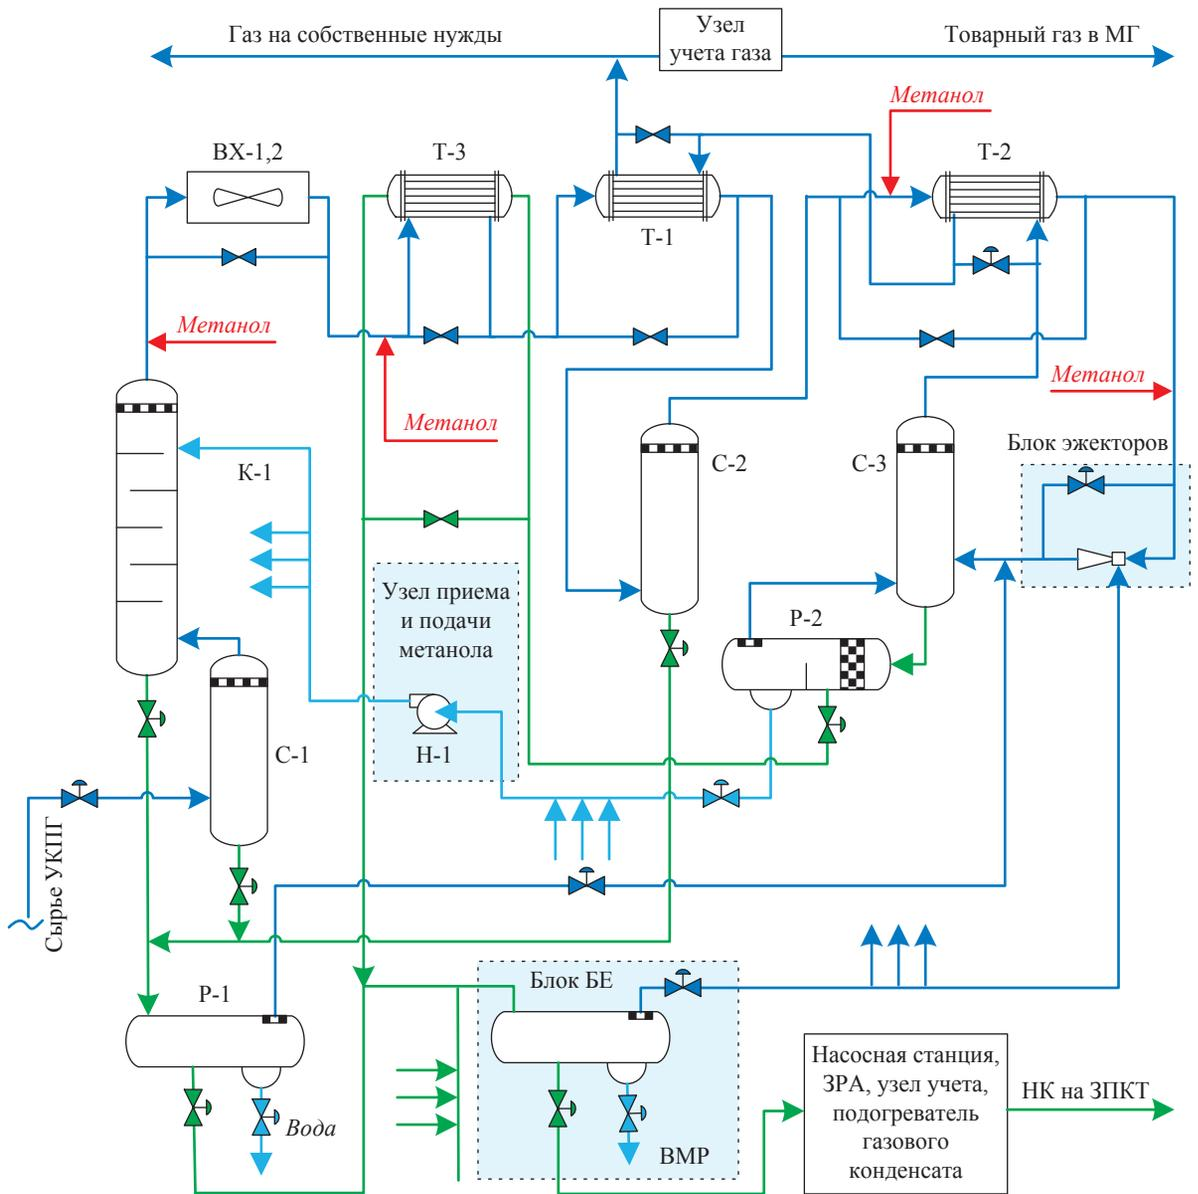 Газ на собственные нужды
Узел
учета газа
Товарный газ в МГ
Метанол
ВХ-1,2
Т-3
Т-1
Т-2
Метанол
Метанол
Метанол
К-1
С-2
С-3
Блок эжекторов
Узел приема
и подачи
метанола
Н-1
Р-2
С-1
Сырье УКПГ
Р-1
Вода
Блок БЕ
ВМР
Насосная станция,
ЗРА, узел учета,
подогреватель
газового
конденсата
НК на ЗПКТ